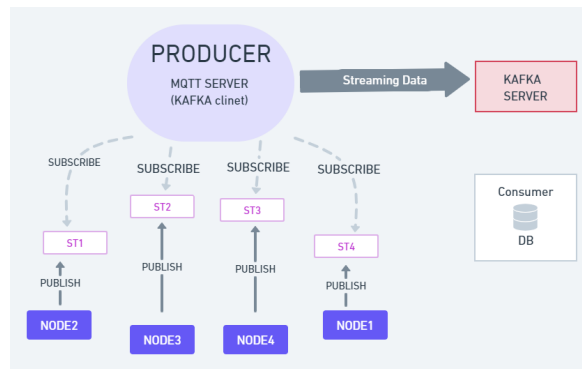 PRODUCER
MQTT SERVER
(KAFKA clinet)
Streaming Data
KAFKA
SERVER
SUBSCRIBE
SUBSCRIBE
SUBSCRIBE
SUBSCRIBE
ST1
ST2
ST3
ST4
Consumer
DB
PUBLISH
PUBLISH
PUBLISH
PUBLISH
NODE2
NODE3
NODE4
NODE1